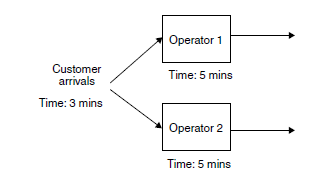 Operator 1
Customer
arrivals
Time: 5 mins
Time: 3 mins
Operator 2
Time: 5 mins